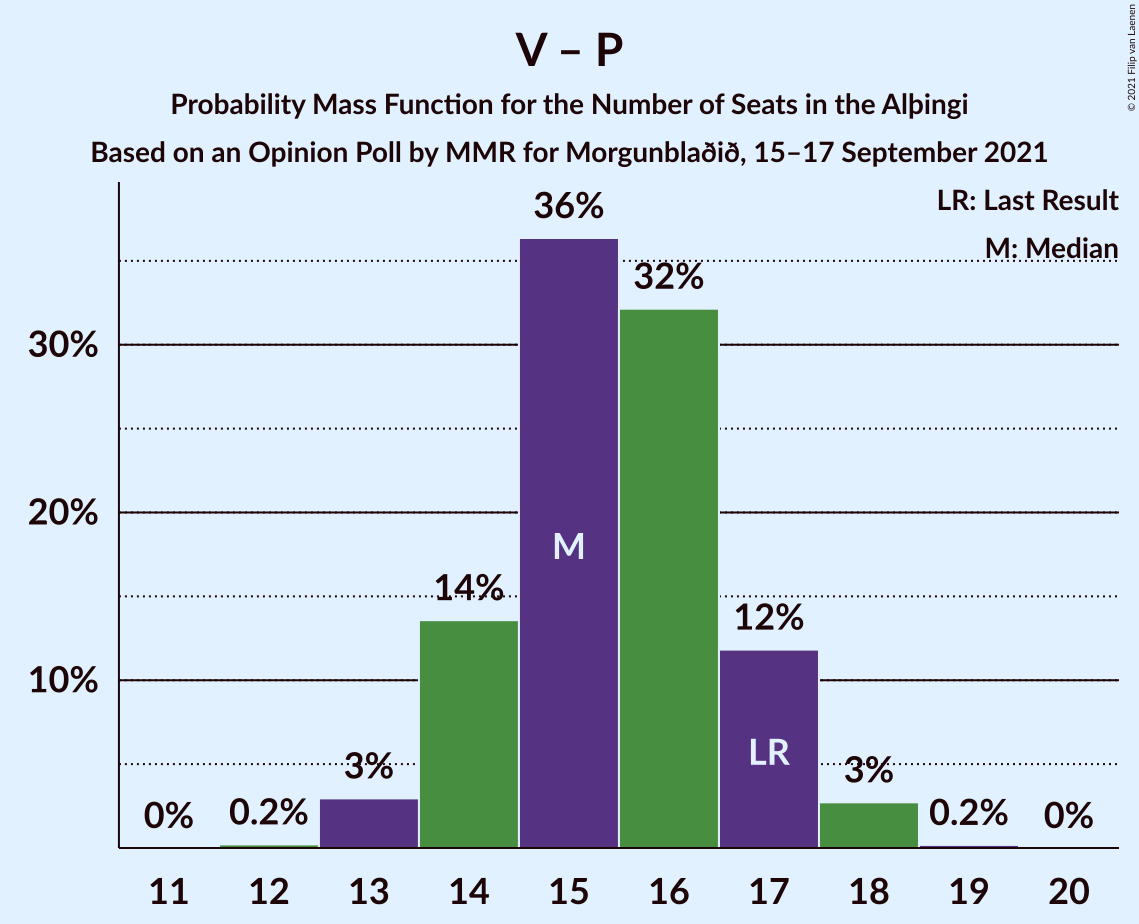 V – P
Probability Mass Function for the Number of Seats in the Alþingi
Based on an Opinion Poll by MMR for Morgunblaðið, 15–17 September 2021
© 2021 Filip van Laenen
LR: Last Result
M: Median
30%
20%
10%
0%
0.2%
3%
14%
36%
32%
12%
3%
0.2%
0%
M
LR
11 12 13 14 15 16 17 18 19 20